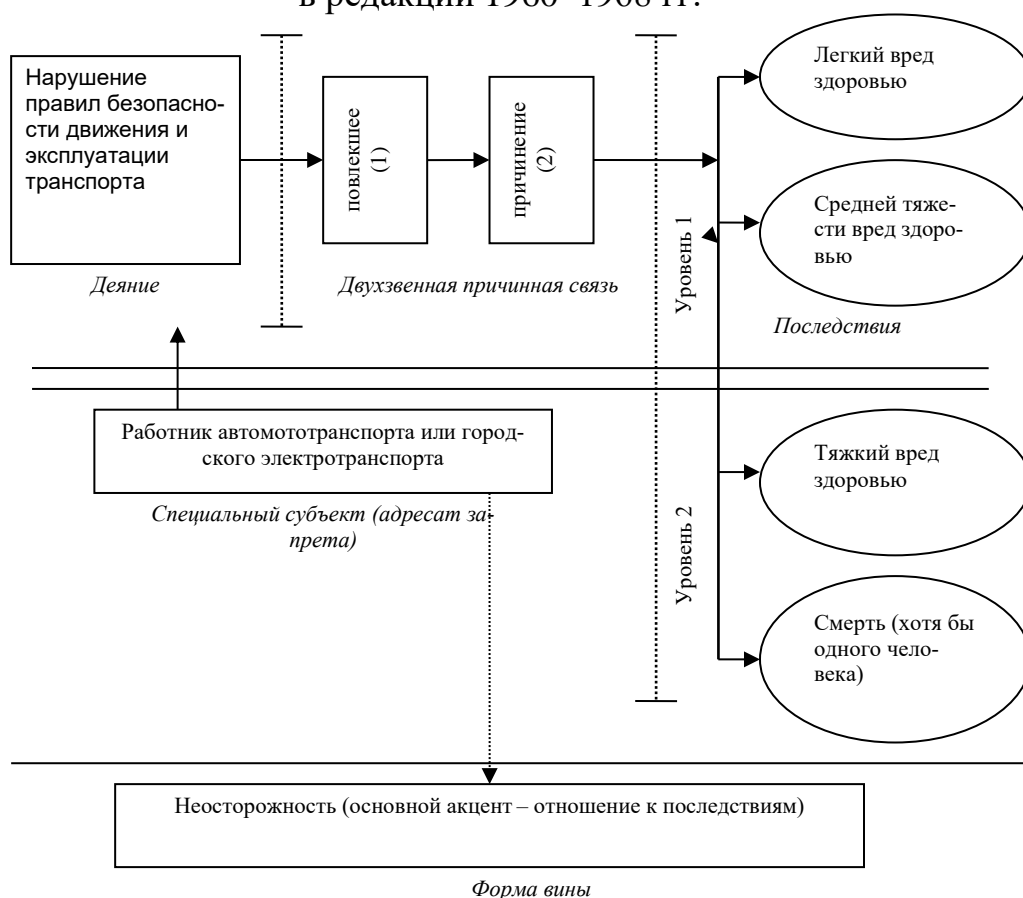 в редакции 1960–1968 гг.
Нарушение
правил безопасно-
сти движения и
эксплуатации
транспорта
Деяние
повлекшее
(1)
причинение
(2)
Двухзвенная причинная связь
Уровень 1
Легкий вред
здоровью
Средней тяже-
сти вред здоро-
вью
Последствия
Работник автомототранспорта или город-
ского электротранспорта
Специальный субъект (адресат за-
прета)
Уровень 2
Тяжкий вред
здоровью
Смерть (хотя бы
одного чело-
века)
Неосторожность (основной акцент – отношение к последствиям)
Форма вины